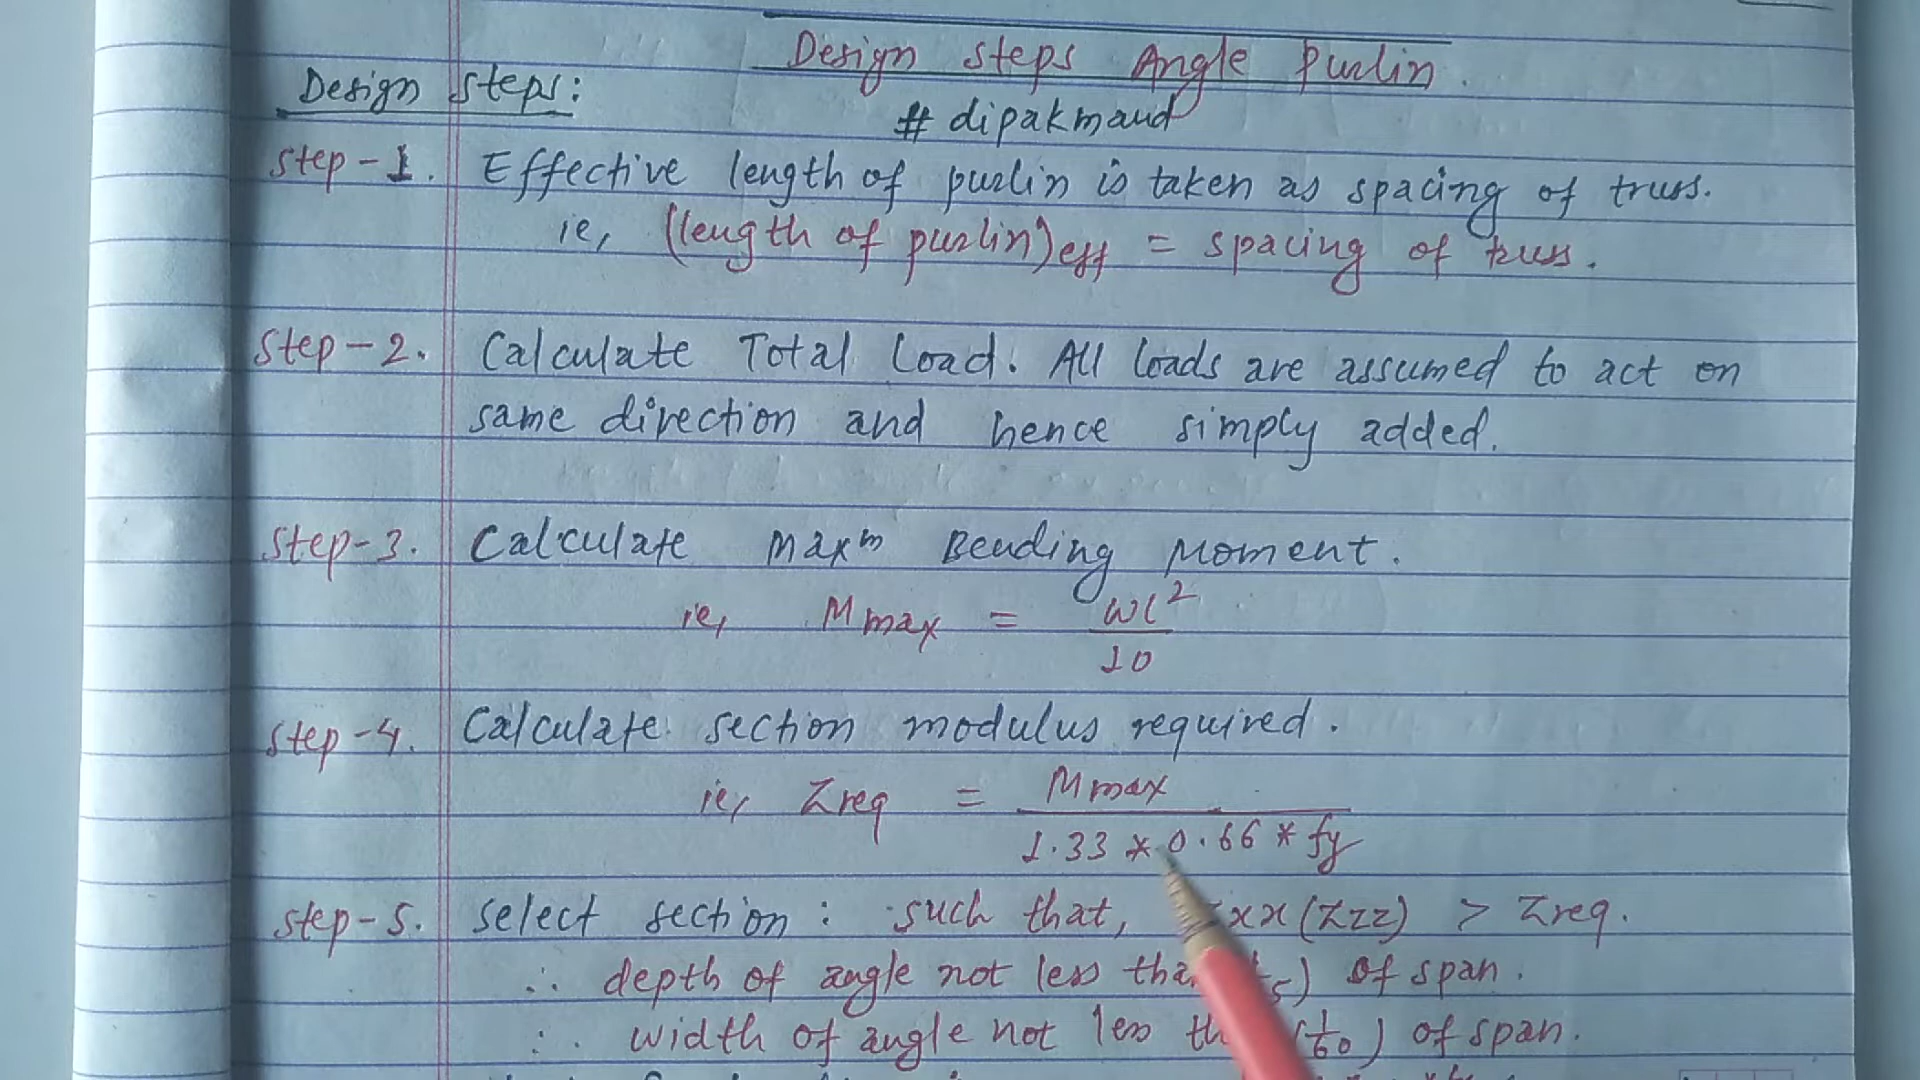 Design steps Angle Purlin.
Design steps:
# dipakmaud
step-1. Effective length of purlin is taken as spacing of truss.
ie, (length of purlin)eff = spacing of truss.
step-2. Calculate Total Load. All loads are assumed to act on
same direction and hence simply added.
step-3. Calculate Maxm Bending Moment.
ie, Mmax = wl²/10
step-4. Calculate section modulus required.
ie, Zreq = Mmax/1.33 * 0.66 * fy
step-5. select section: such that, xx (Zzz) > Zreq.
∴ depth of angle not less of span.
∴ width of angle not less (1/60) of span.